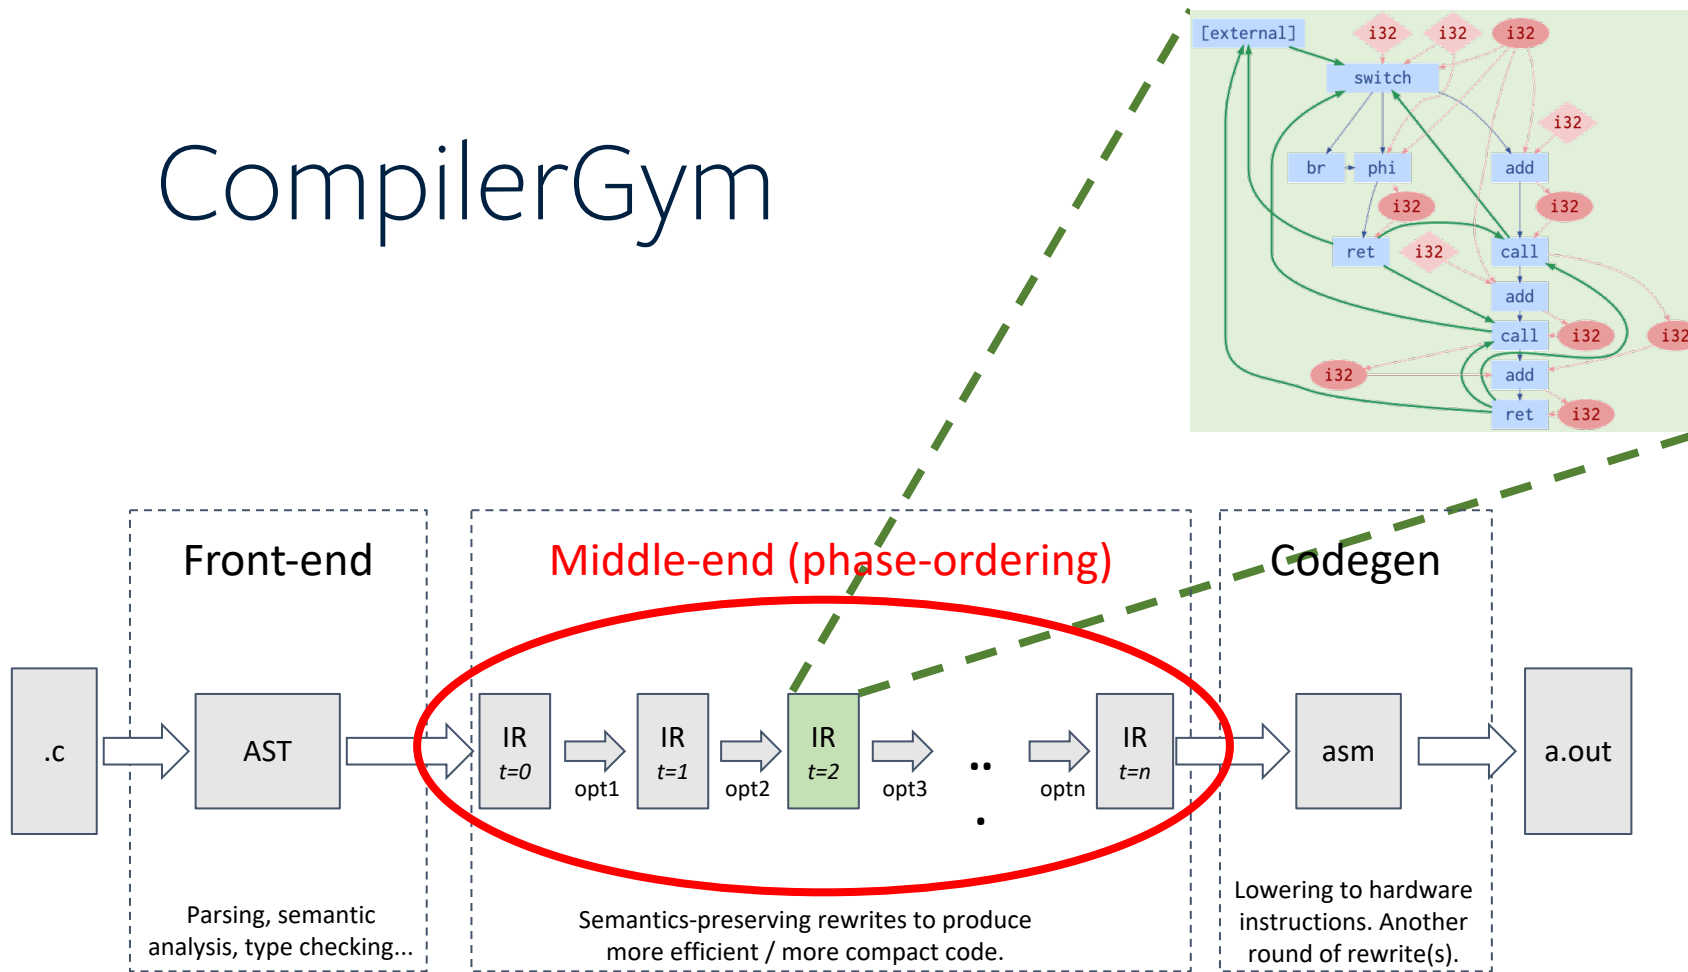 CompilerGym
[external]
i32
i32
i32
switch
i32
br
phi
add
i32
i32
ret
i32
call
add
call
i32
i32
i32
add
ret
i32
Front-end
Middle-end (phase-ordering)
Codegen
.c
AST
IR
t=0
opt1
IR
t=1
opt2
IR
t=2
opt3
..
.
optn
IR
t=n
asm
a.out
Parsing, semantic
analysis, type checking...
Semantics-preserving rewrites to produce
more efficient / more compact code.
Lowering to hardware
instructions. Another
round of rewrite(s).